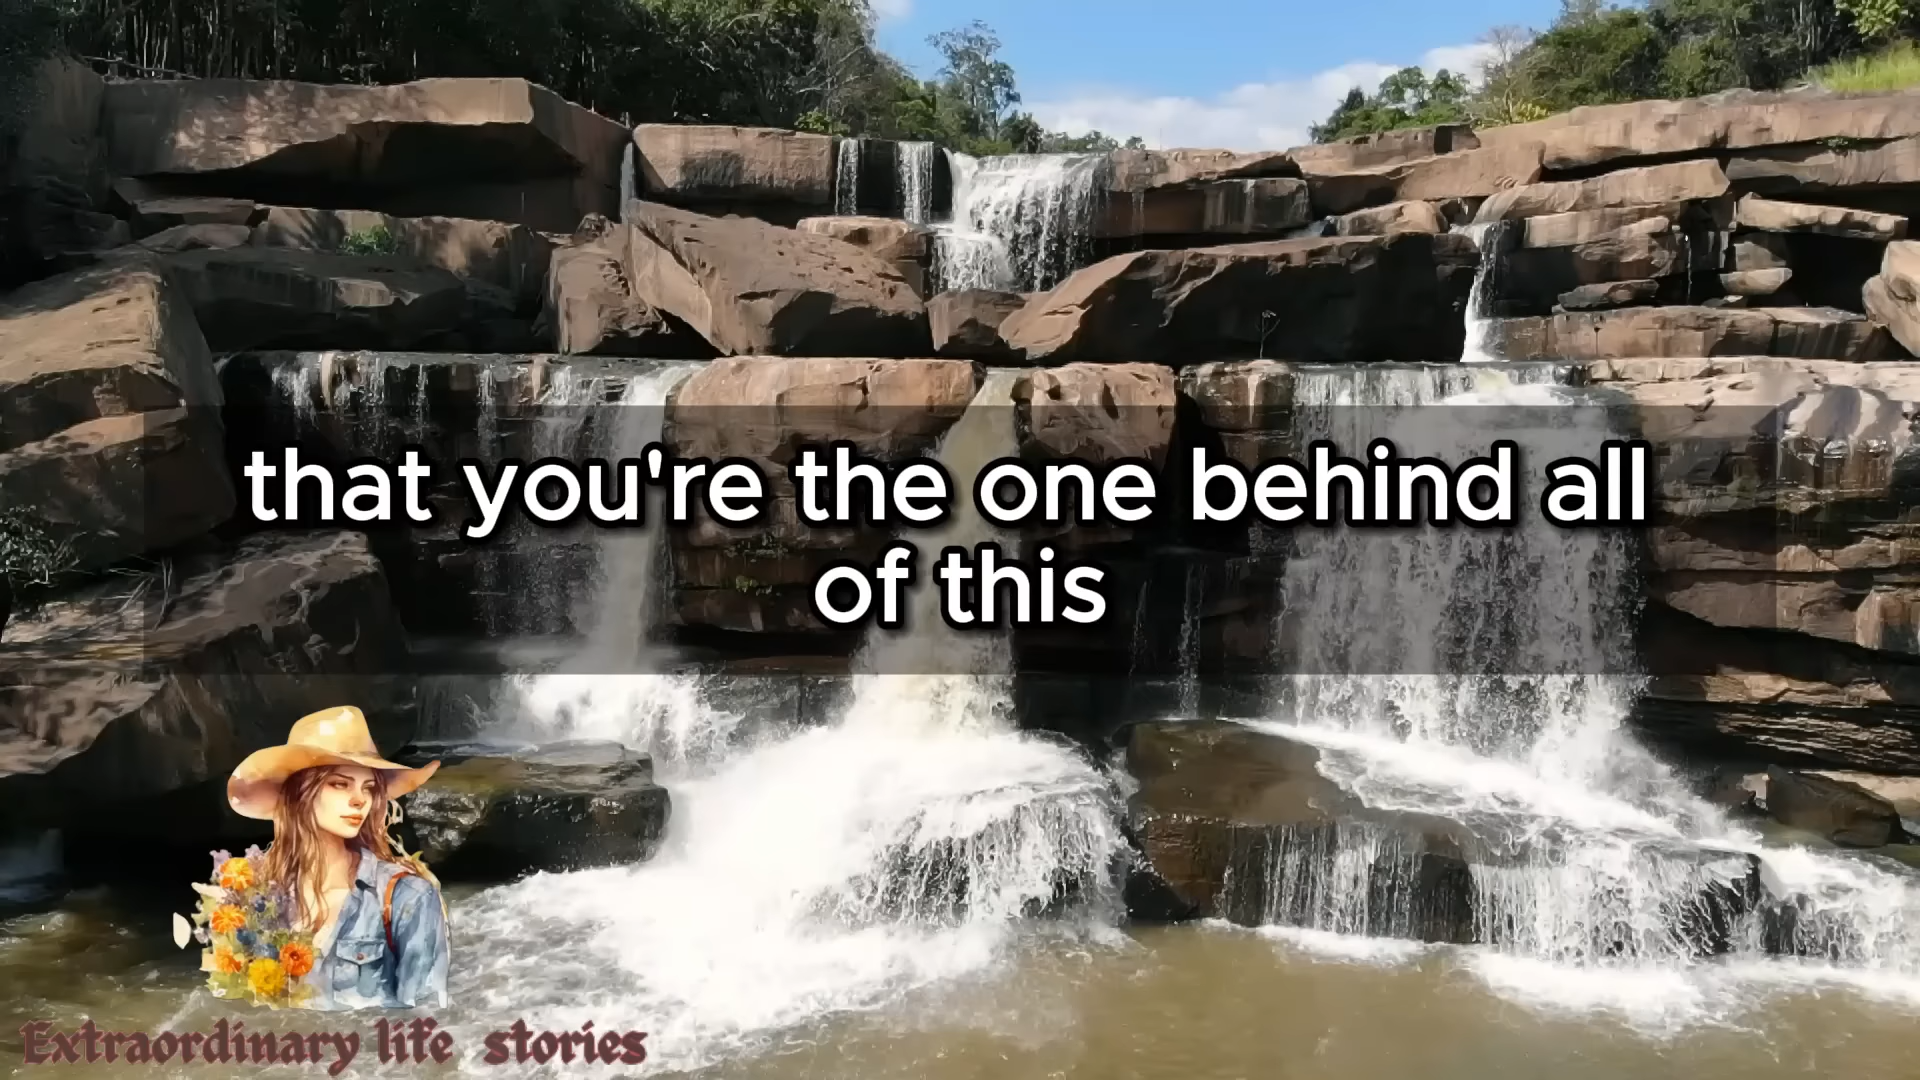 that you're the one behind all
of this
Extraordinary life stories